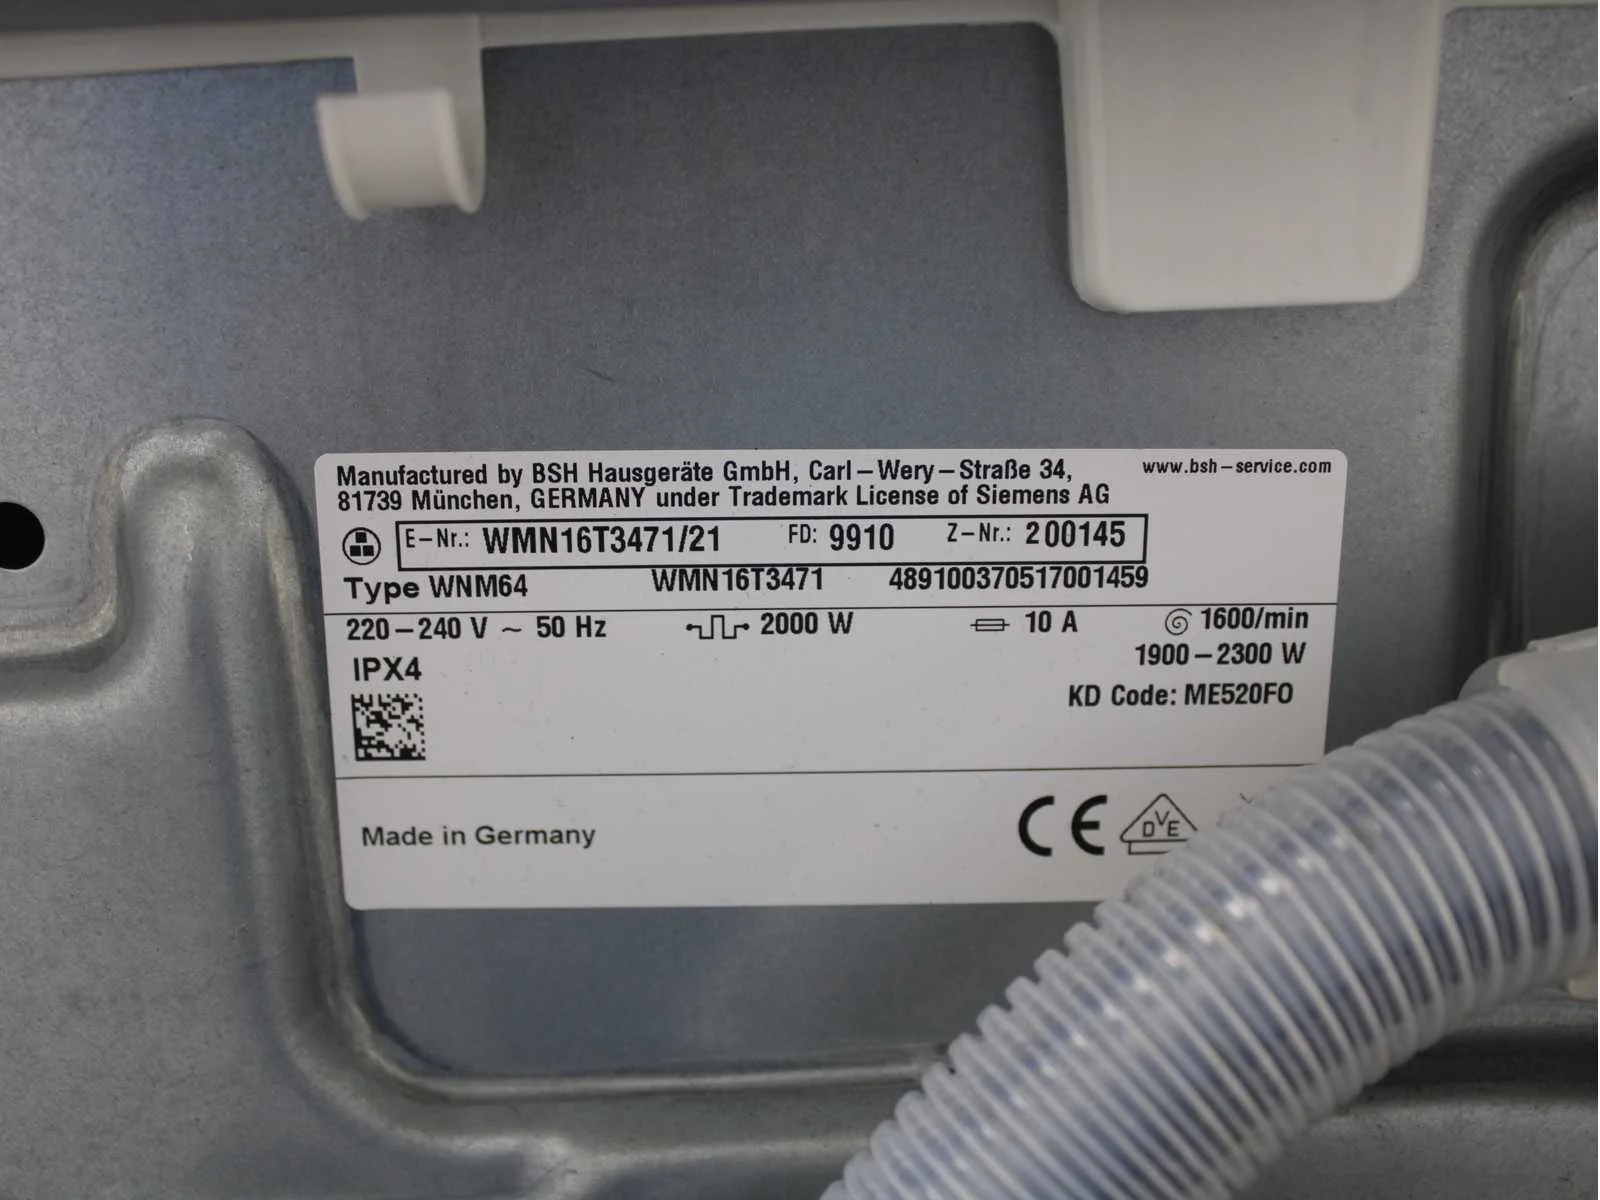 Manufactured by BSH Hausgeräte GmbH, Carl-Wery-Straße 34, www.bsh-service.com
81739 München, GERMANY under Trademark License of Siemens AG
E-Nr.: WMN16T3471/21 FD: 9910 Z-Nr.: 200145
Type WNM64 WMN16T3471 489100370517001459
220-240 V ~ 50 Hz 2000 W 10 A 1600/min
IPX4 1900-2300 W
KD Code: ME520FO
Made in Germany CE DVE